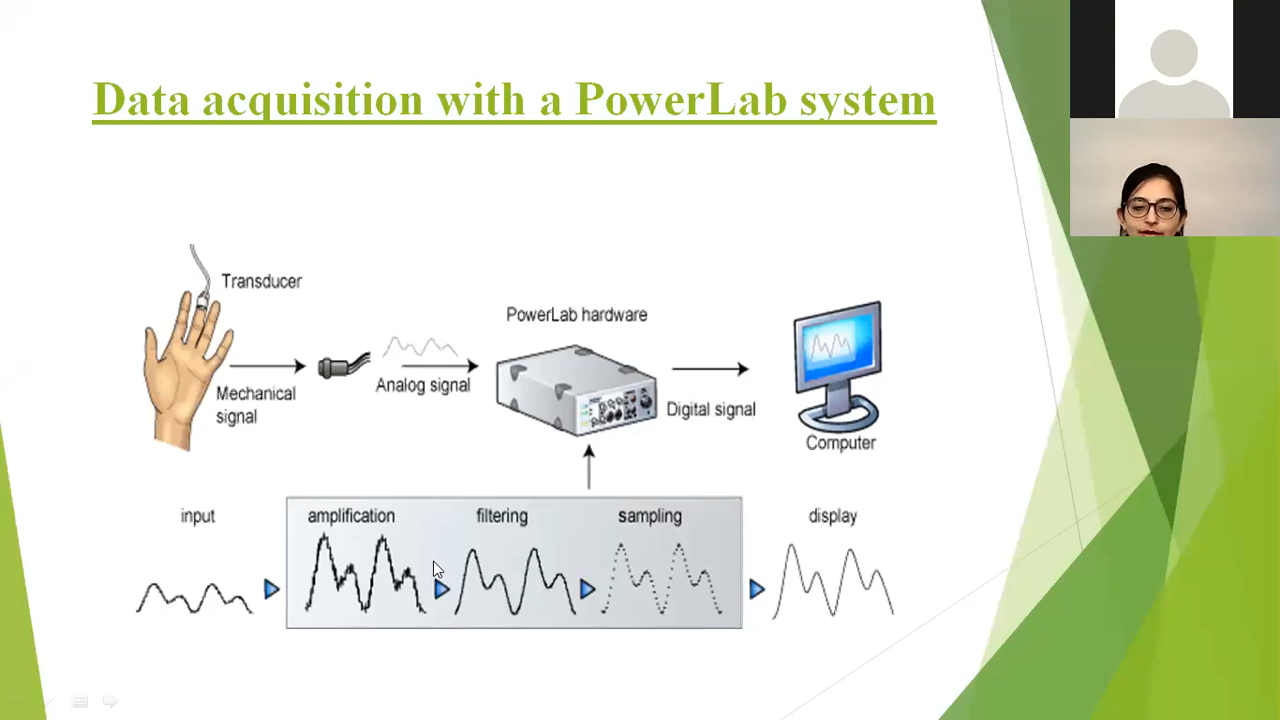 Data acquisition with a PowerLab system
Transducer
PowerLab hardware
Mechanical
signal
Analog signal
Digital signal
Computer
input
amplification
filtering
sampling
display